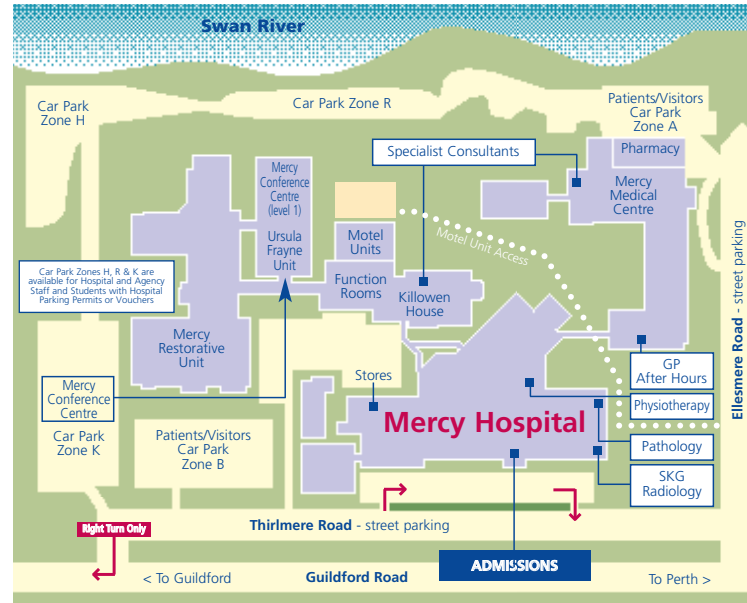 Swan River
Car Park
Zone H
Car Park Zone R
Patients/Visitors
Car Park
Zone A
Pharmacy
Specialist Consultants
Mercy
Conference
Centre
(level 1)
Ursula
Frayne
Unit
Mercy
Medical
Centre
Motel
Units
Motel Unit Access
Car Park Zones H, R & K are
available for Hospital and Agency
Staff and Students with Hospital
Parking Permits or Vouchers
Function
Rooms
Killowen
House
Mercy
Restorative
Unit
Ellesmere Road - street parking
GP
After Hours
Stores
Mercy
Conference
Centre
Physiotherapy
Mercy Hospital
Car Park
Zone K
Patients/Visitors
Car Park
Zone B
Pathology
SKG
Radiology
Right Turn Only
Thirlmere Road - street parking
ADMISSIONS
< To Guildford
Guildford Road
To Perth >